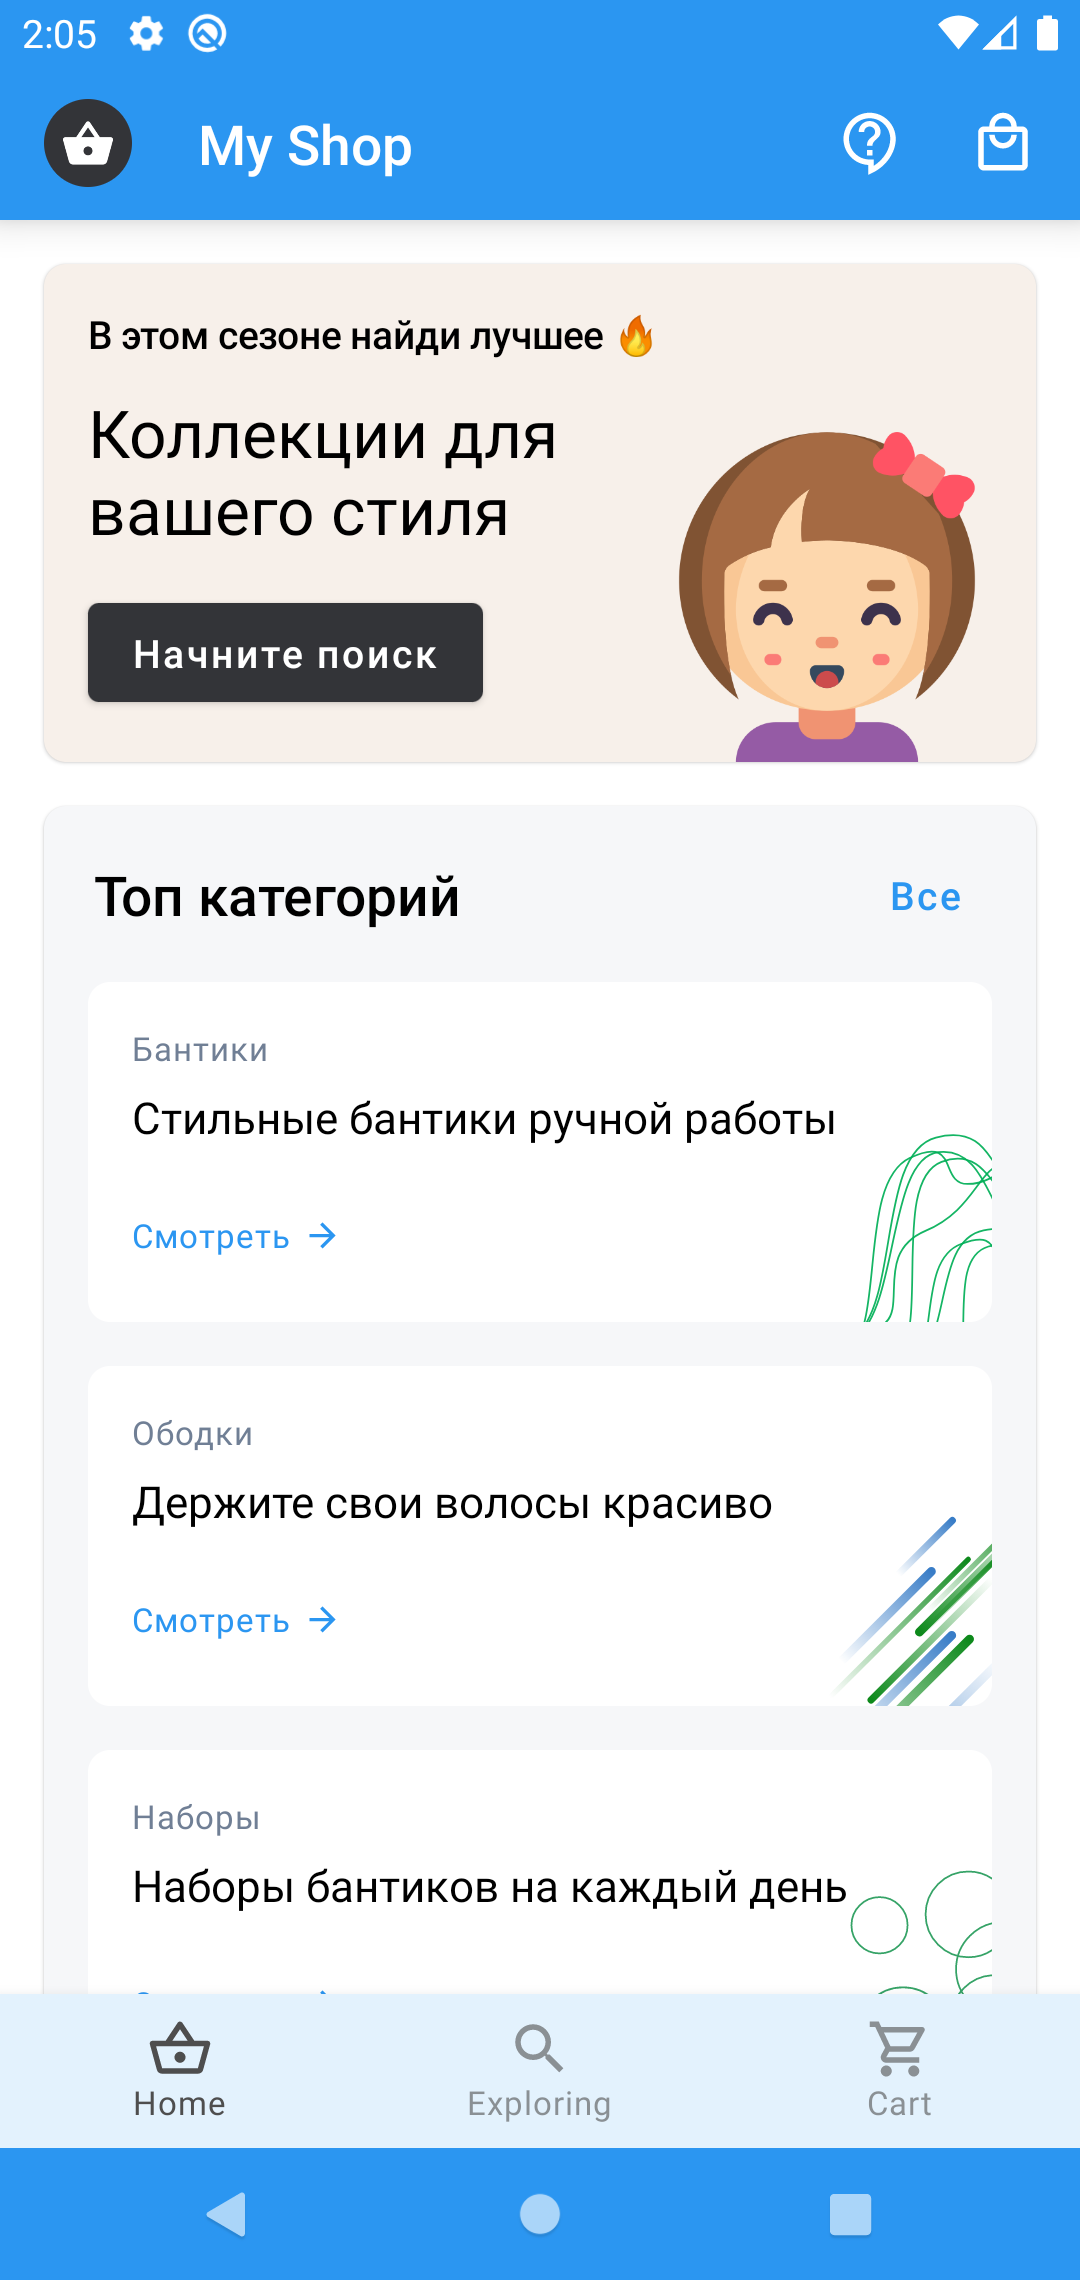 2:05
My Shop
В этом сезоне найди лучшее 🔥
Коллекции для
вашего стиля
Начните поиск
Топ категорий
Все
Бантики
Стильные бантики ручной работы
Смотреть →
Ободки
Держите свои волосы красиво
Смотреть →
Наборы
Наборы бантиков на каждый день
Home
Exploring
Cart